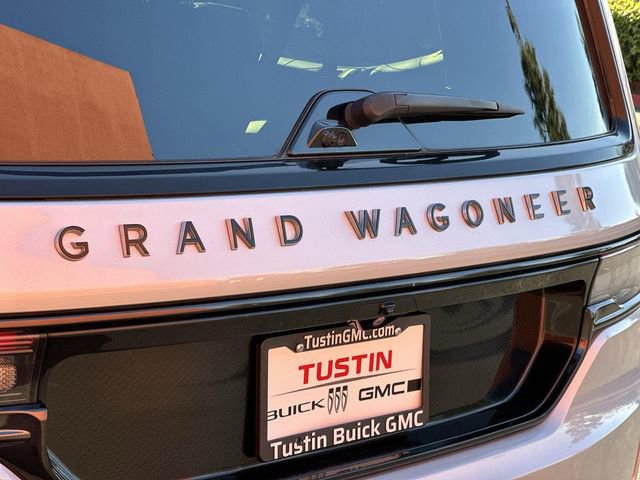 GRAND WAGONEER
TustinGMC.com
TUSTIN
BUICK GMC
Tustin Buick GMC